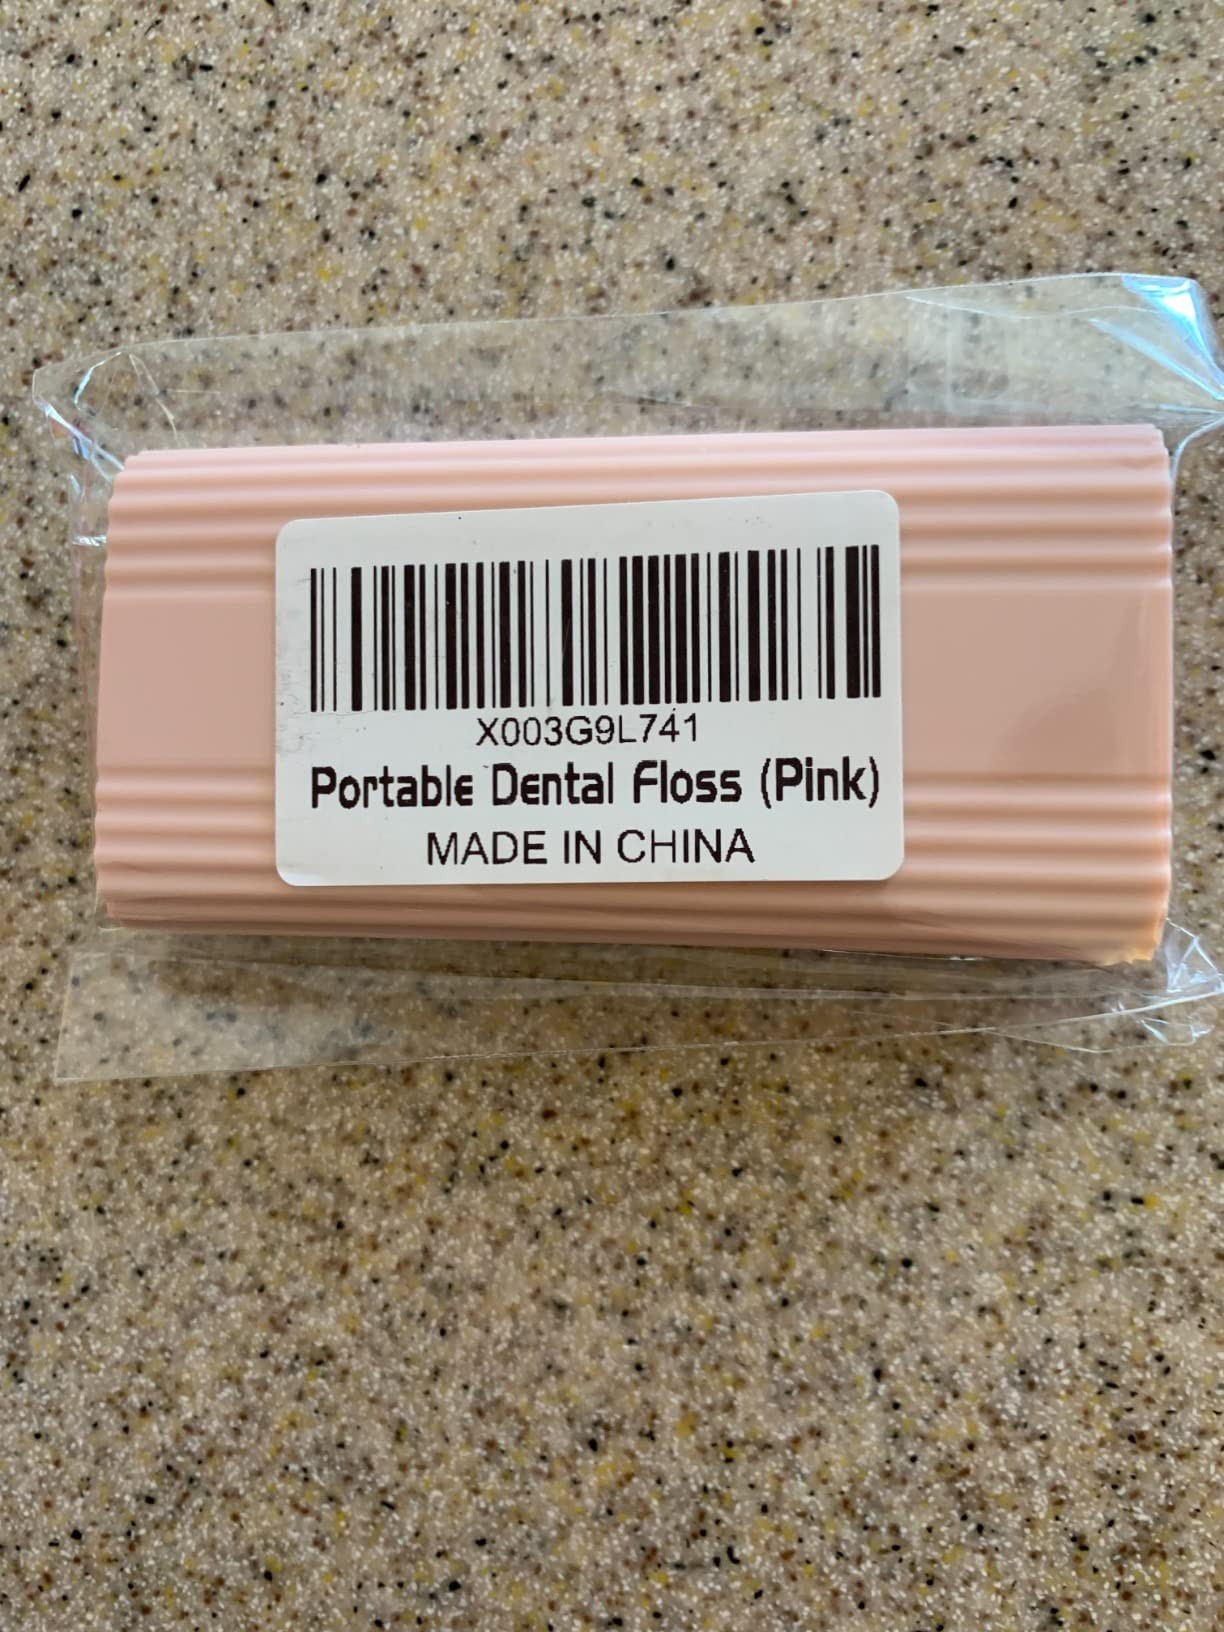 X003G9L741
Portable Dental Floss (Pink)
MADE IN CHINA